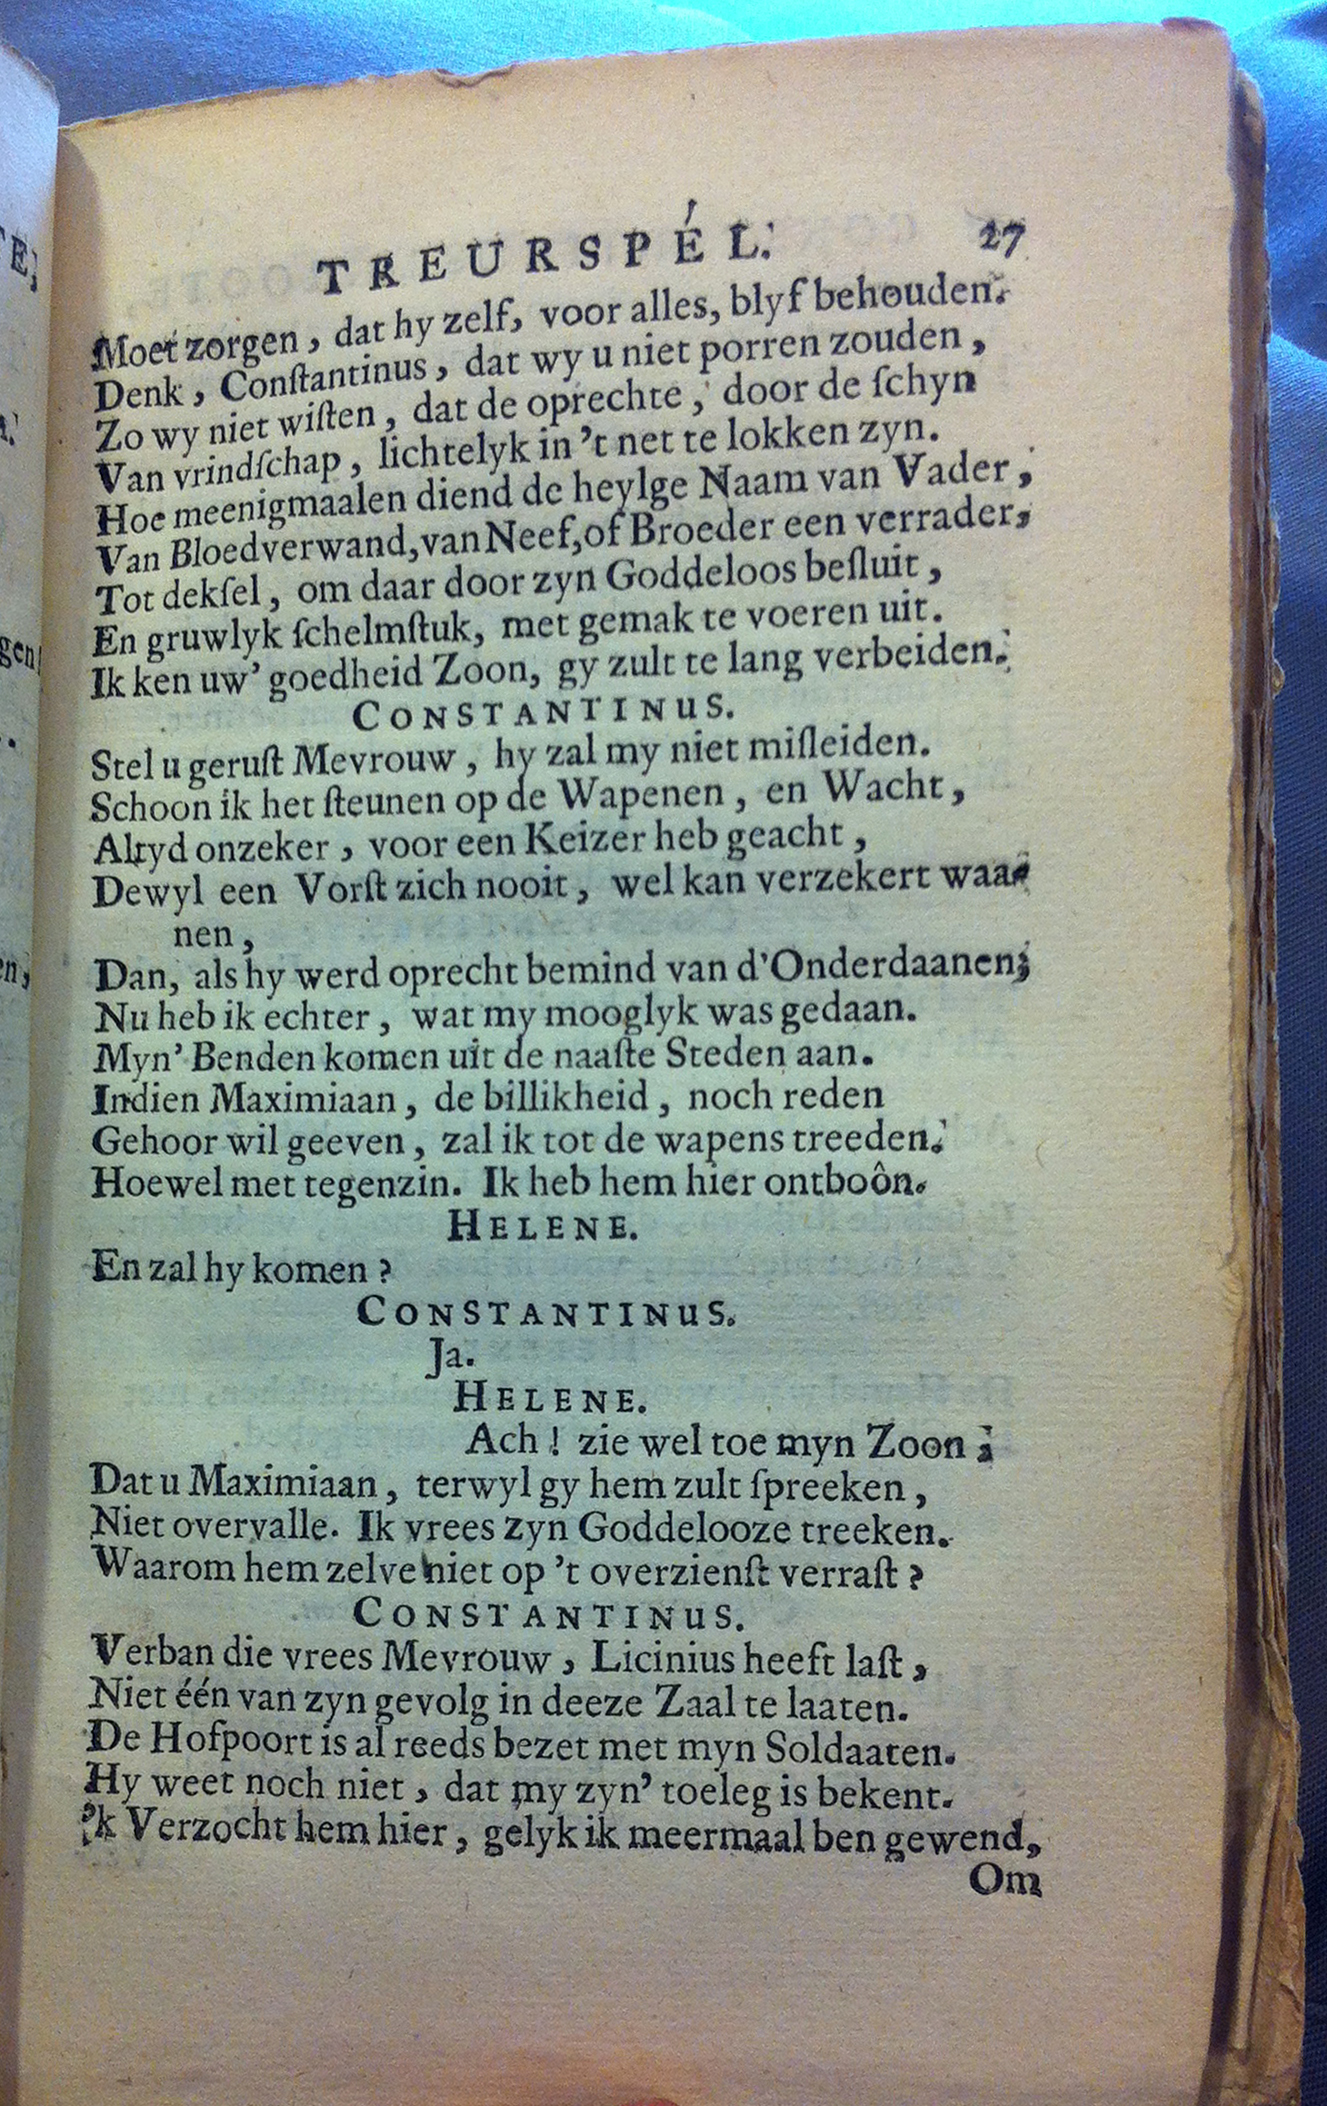 TREURSPÉL. 27
Moet zorgen, dat hy zelf, voor alles, blyf behouden.
Denk, Conſtantinus, dat wy u niet porren zouden,
Zo wy niet wiſten, dat de oprechte, door de ſchyn
Van vrindſchap, lichtelyk in 't net te lokken zyn.
Hoe meenigmaalen diend de heylge Naam van Vader,
Van Bloedverwand, van Neef, of Broeder een verrader,
Tot dekſel, om daar door zyn Goddeloos beſluit,
En gruwlyk ſchelmſtuk, met gemak te voeren uit.
Ik ken uw' goedheid Zoon, gy zult te lang verbeiden.
CONSTANTINUS.
Stel u geruſt Mevrouw, hy zal my niet miſleiden.
Schoon ik het ſteunen op de Wapenen, en Wacht,
Altyd onzeker, voor een Keizer heb geacht,
Dewyl een Vorſt zich nooit, wel kan verzekert waa-
nen,
Dan, als hy werd oprecht bemind van d'Onderdaanen;
Nu heb ik echter, wat my mooglyk was gedaan.
Myn' Benden komen uit de naaſte Steden aan.
Indien Maximiaan, de billikheid, noch reden
Gehoor wil geeven, zal ik tot de wapens treeden.
Hoewel met tegenzin. Ik heb hem hier ontboôn.
HELENE.
En zal hy komen?
CONSTANTINUS.
Ja.
HELENE.
Ach! zie wel toe myn Zoon;
Dat u Maximiaan, terwyl gy hem zult ſpreeken,
Niet overvalle. Ik vrees zyn Goddelooze treeken.
Waarom hem zelve niet op 't overzienſt verraſt?
CONSTANTINUS.
Verban die vrees Mevrouw, Licinius heeft laſt,
Niet één van zyn gevolg in deeze Zaal te laaten.
De Hofpoort is al reeds bezet met myn Soldaaten.
Hy weet noch niet, dat my zyn' toeleg is bekent.
'k Verzocht hem hier, gelyk ik meermaal ben gewend,
Om